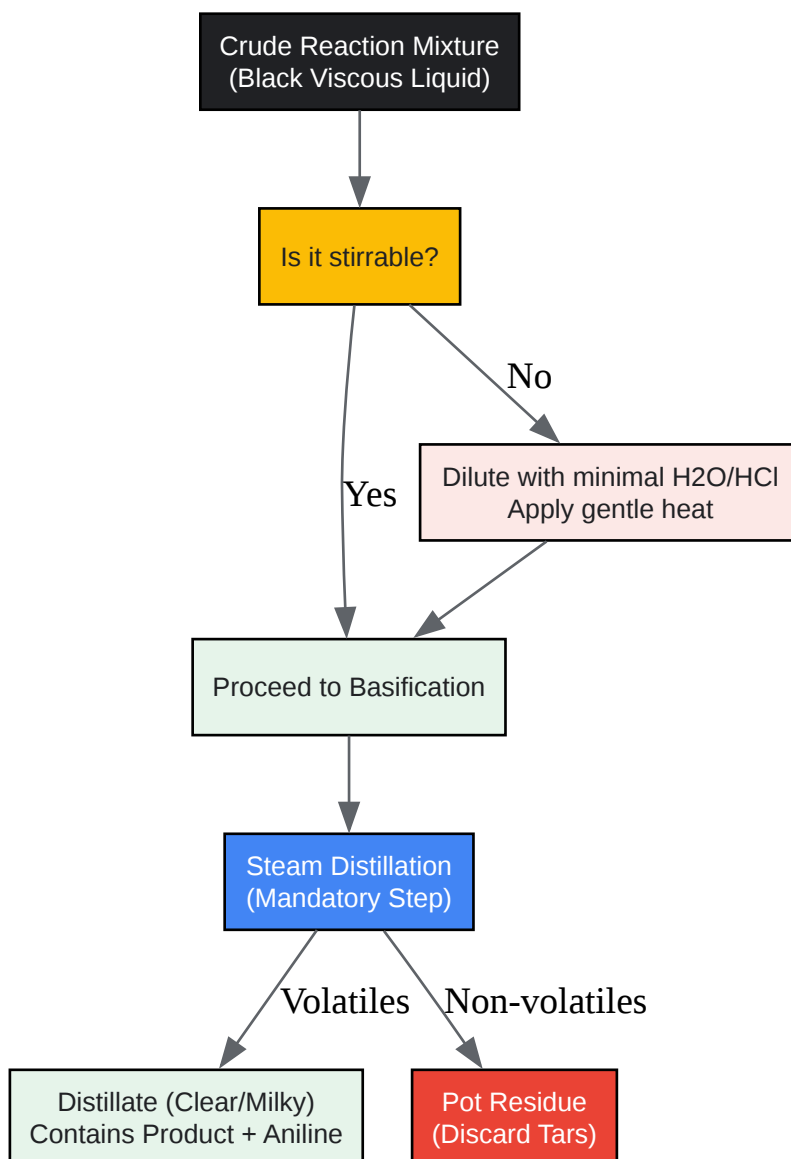 Crude Reaction Mixture
(Black Viscous Liquid)
Is it stirrable?
No
Dilute with minimal H2O/HCl
Apply gentle heat
Yes
Proceed to Basification
Steam Distillation
(Mandatory Step)
Volatiles
Non-volatiles
Distillate (Clear/Milky)
Contains Product + Aniline
Pot Residue
(Discard Tars)